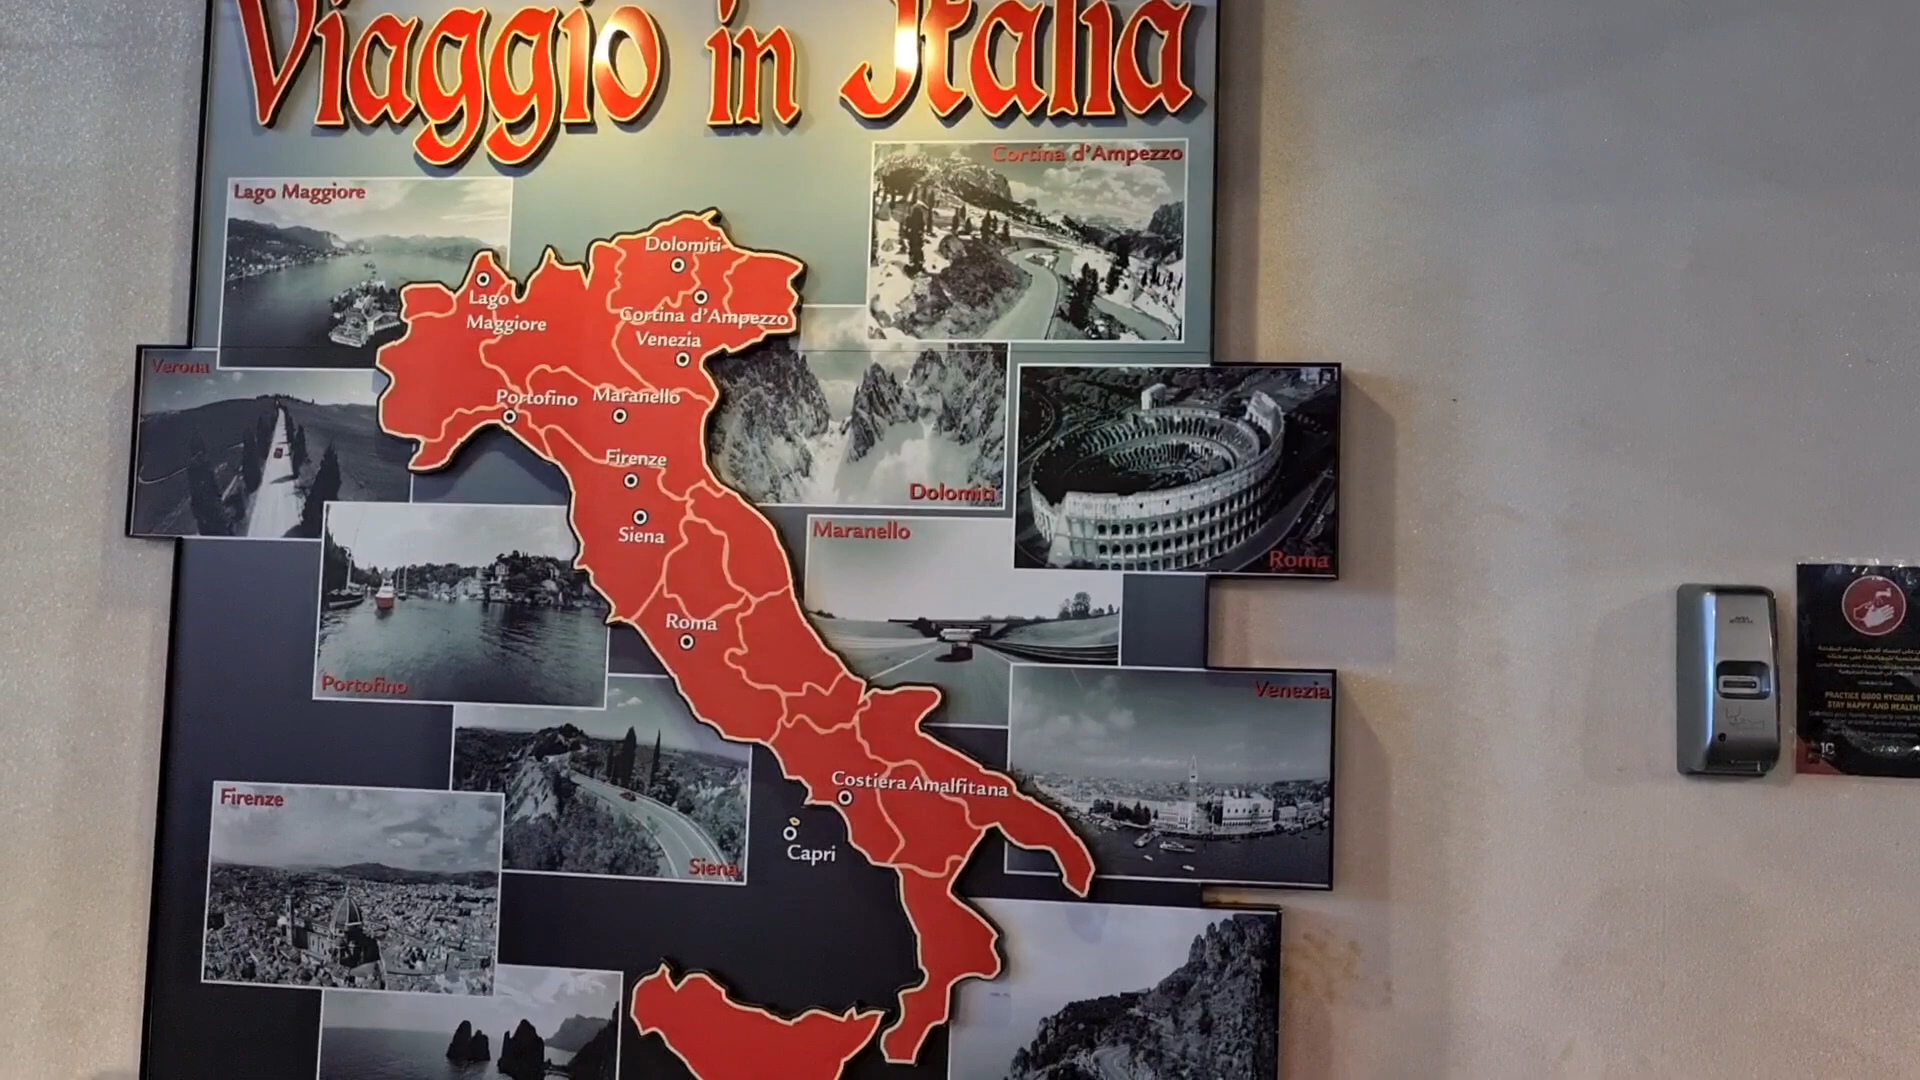 Viaggio in Italia
Lago Maggiore
Cortina d'Ampezzo
Dolomiti
Lago
Maggiore
Cortina d'Ampezzo
Venezia
Verona
Portofino
Maranello
Firenze
Dolomiti
Siena
Maranello
Roma
Roma
Portofino
Venezia
Costiera Amalfitana
Firenze
Siena
Capri
PRACTICE GOOD HYGIENE
STAY HAPPY AND HEALTHY